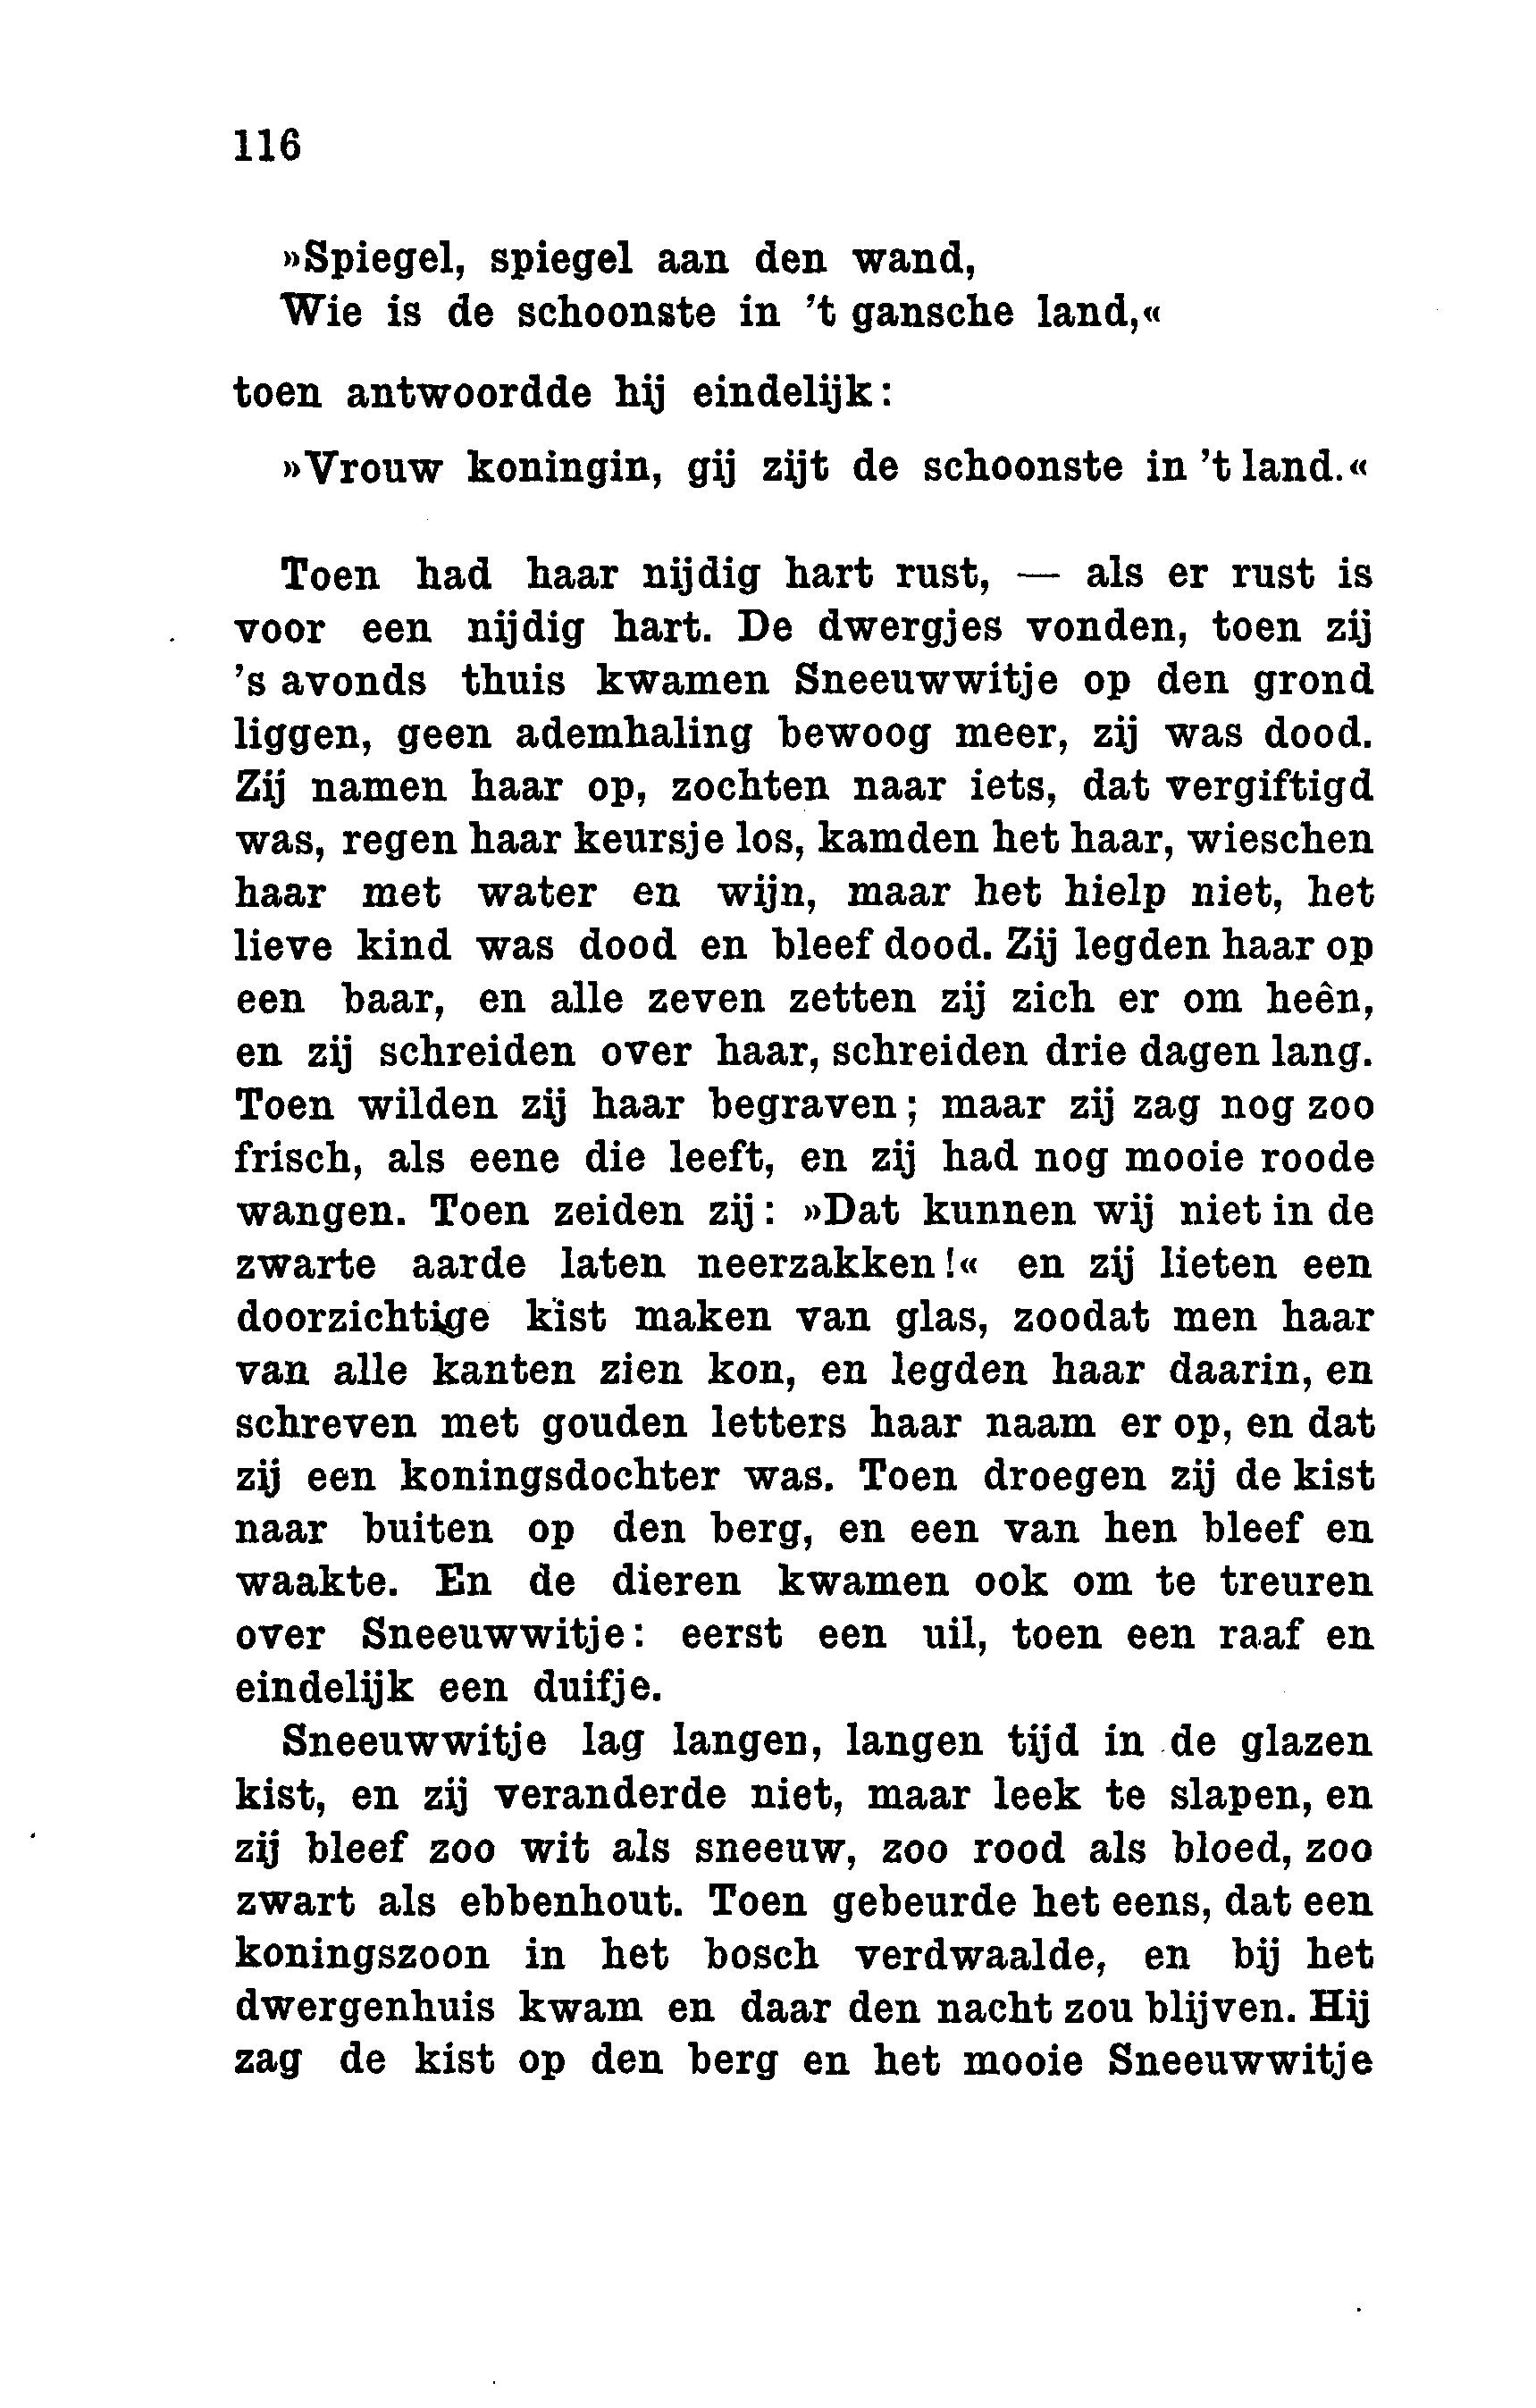 116
»Spiegel, spiegel aan den wand,
Wie is de schoonste in 't gansche land,«
toen antwoordde hij eindelijk:
»Vrouw koningin, gij zijt de schoonste in 't land.«
Toen had haar nijdig hart rust, — als er rust is
voor een nijdig hart. De dwergjes vonden, toen zij
's avonds thuis kwamen Sneeuwwitje op den grond
liggen, geen ademhaling bewoog meer, zij was dood.
Zij namen haar op, zochten naar iets, dat vergiftigd
was, regen haar keursje los, kamden het haar, wieschen
haar met water en wijn, maar het hielp niet, het
lieve kind was dood en bleef dood. Zij legden haar op
een baar, en alle zeven zetten zij zich er om heên,
en zij schreiden over haar, schreiden drie dagen lang.
Toen wilden zij haar begraven; maar zij zag nog zoo
frisch, als eene die leeft, en zij had nog mooie roode
wangen. Toen zeiden zij: »Dat kunnen wij niet in de
zwarte aarde laten neerzakken!« en zij lieten een
doorzichtige kist maken van glas, zoodat men haar
van alle kanten zien kon, en legden haar daarin, en
schreven met gouden letters haar naam er op, en dat
zij een koningsdochter was. Toen droegen zij de kist
naar buiten op den berg, en een van hen bleef en
waakte. En de dieren kwamen ook om te treuren
over Sneeuwwitje: eerst een uil, toen een raaf en
eindelijk een duifje.
Sneeuwwitje lag langen, langen tijd in de glazen
kist, en zij veranderde niet, maar leek te slapen, en
zij bleef zoo wit als sneeuw, zoo rood als bloed, zoo
zwart als ebbenhout. Toen gebeurde het eens, dat een
koningszoon in het bosch verdwaalde, en bij het
dwergenhuis kwam en daar den nacht zou blijven. Hij
zag de kist op den berg en het mooie Sneeuwwitje